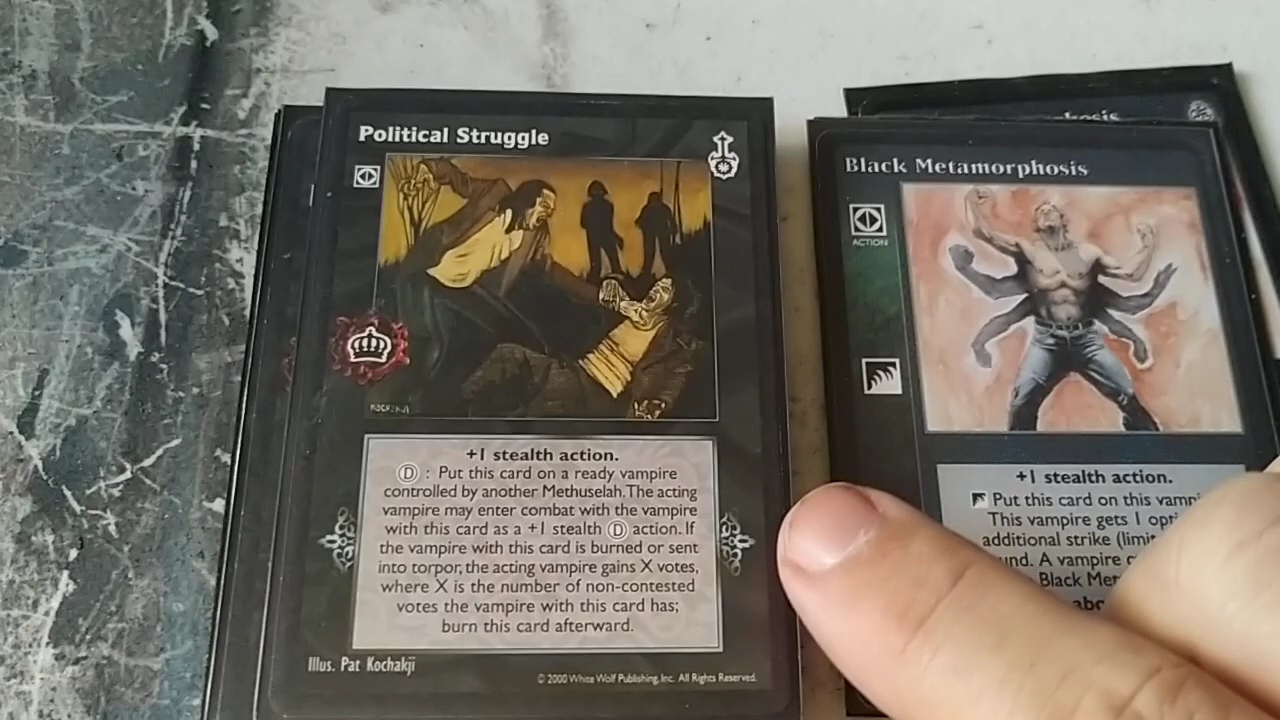 Political Struggle
KOCHAKJI
+1 stealth action.
D : Put this card on a ready vampire
controlled by another Methuselah. The acting
vampire may enter combat with the vampire
with this card as a +1 stealth D action. If
the vampire with this card is burned or sent
into torpor, the acting vampire gains X votes,
where X is the number of non-contested
votes the vampire with this card has;
burn this card afterward.
Illus. Pat Kochakji
© 2000 White Wolf Publishing, Inc. All Rights Reserved.
Black Metamorphosis
ACTION
+1 stealth action.
Put this card on this vampi
This vampire gets 1 opti
additional strike (limit
und. A vampire c
Black Met
abo